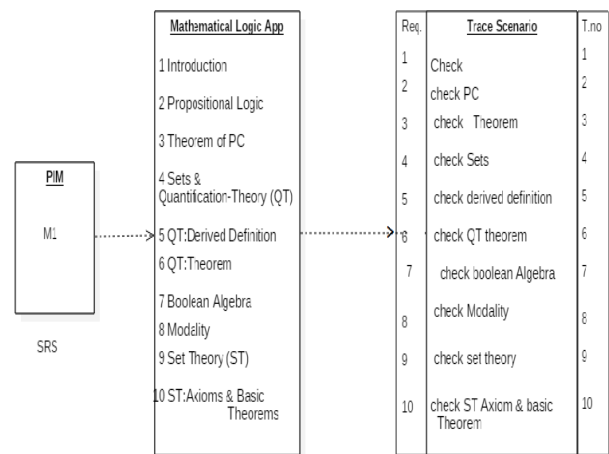 PIM
M1
SRS
Mathematical Logic App
1 Introduction
2 Propositional Logic
3 Theorem of PC
4 Sets &
Quantification-Theory (QT)
5 QT:Derived Definition
6 QT:Theorem
7 Boolean Algebra
8 Modality
9 Set Theory (ST)
10 ST:Axioms & Basic
Theorems
Req. Trace Scenario T.no
1 Check 1
2 check PC 2
3 check Theorem 3
4 check Sets 4
5 check derived definition 5
6 check QT theorem 6
7 check boolean Algebra 7
8 check Modality 8
9 check set theory 9
10 check ST Axiom & basic 10
Theorem